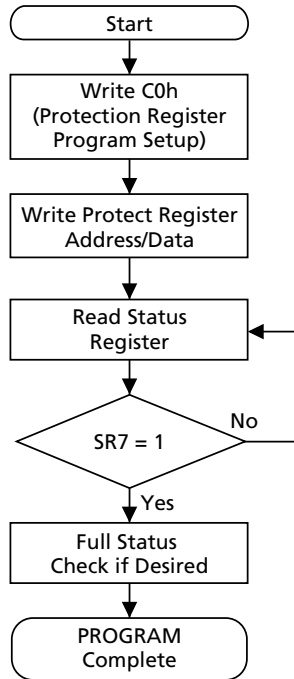 Start
Write C0h
(Protection Register
Program Setup)
Write Protect Register
Address/Data
Read Status
Register
No
SR7 = 1
Yes
Full Status
Check if Desired
PROGRAM
Complete